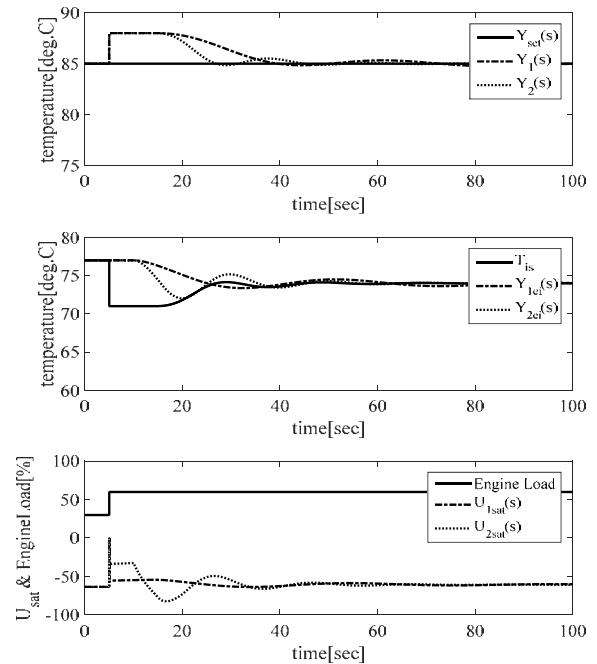 90
85
80
75
0
20
40
60
80
100
temperature[deg.C]
time[sec]
Y_set(s)
Y_1(s)
Y_2(s)
80
75
70
65
60
0
20
40
60
80
100
temperature[deg.C]
time[sec]
T_is
Y_1ei(s)
Y_2ei(s)
100
50
0
-50
-100
0
20
40
60
80
100
U_sat & EngineLoad[%]
time[sec]
Engine Load
U_1sat(s)
U_2sat(s)